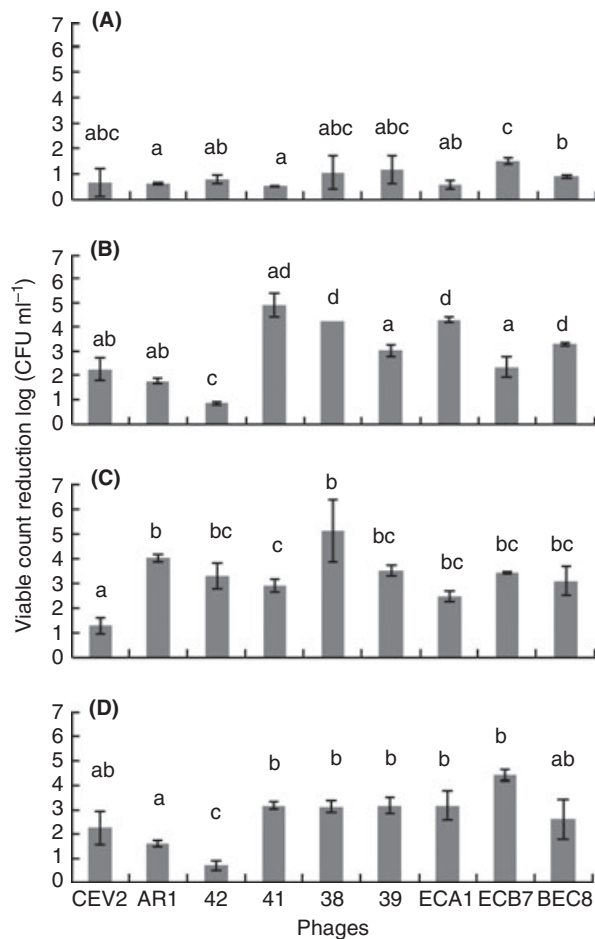 (A)
7
6
5
4
3
2
1
0
abc
a
ab
a
abc
abc
ab
c
b
(B)
7
6
5
4
3
2
1
0
ab
ab
c
ad
d
a
d
a
d
Viable count reduction log (CFU ml⁻¹)
(C)
7
6
5
4
3
2
1
0
a
b
bc
c
b
bc
bc
bc
bc
(D)
7
6
5
4
3
2
1
0
ab
a
c
b
b
b
b
b
ab
CEV2 AR1 42 41 38 39 ECA1 ECB7 BEC8
Phages